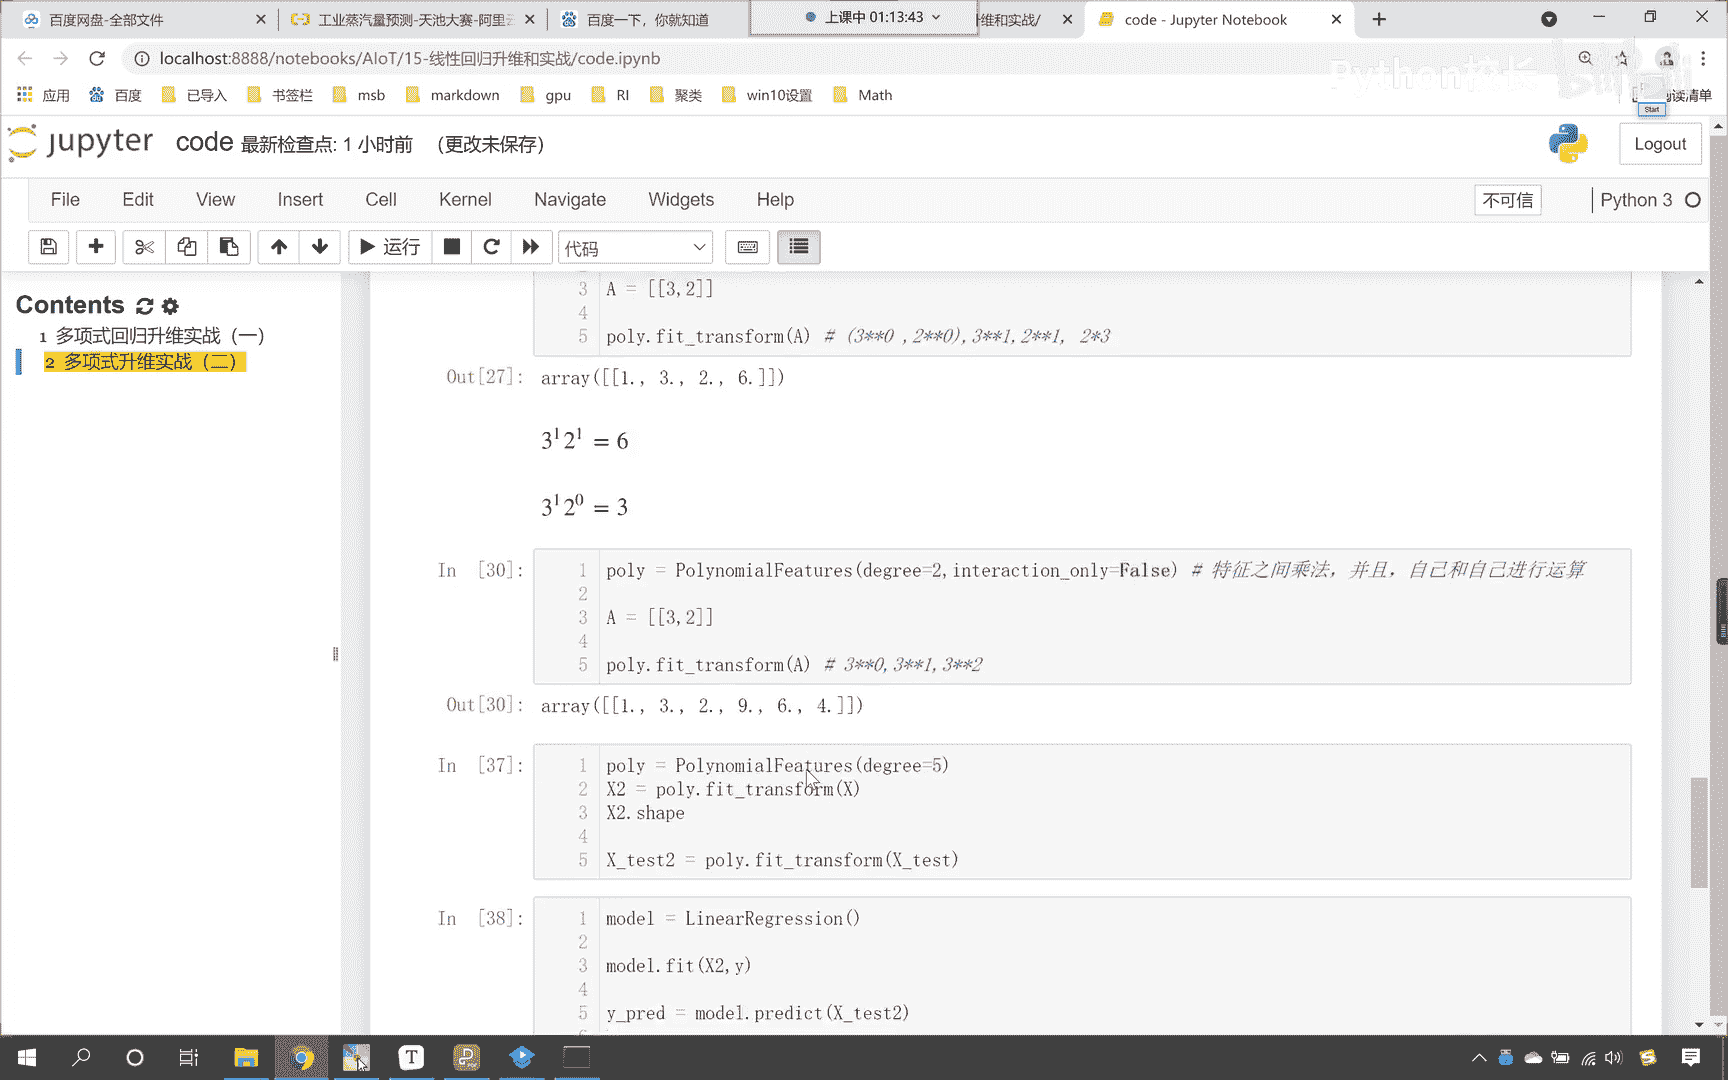 百度网盘-全部文件
工业蒸汽量预测-天池大赛-阿里云
百度一下，你就知道
上课中 01:13:43
维和实战/
code - Jupyter Notebook
localhost:8888/notebooks/AIoT/15-线性回归升维和实战/code.ipynb
应用 百度 已导入 书签栏 msb markdown gpu RI 聚类 win10设置 Math 阅读清单
Start
jupyter code 最新检查点: 1 小时前 (更改未保存)
Logout
File Edit View Insert Cell Kernel Navigate Widgets Help 不可信 Python 3
运行 代码
Contents
1 多项式回归升维实战（一）
2 多项式升维实战（二）
3 A = [[3,2]]
4
5 poly.fit_transform(A) # (3**0 ,2**0),3**1,2**1, 2*3
Out[27]: array([[1., 3., 2., 6.]])
3¹2¹ = 6
3¹2⁰ = 3
In [30]: 1 poly = PolynomialFeatures(degree=2,interaction_only=False) # 特征之间乘法，并且，自己和自己进行运算
2
3 A = [[3,2]]
4
5 poly.fit_transform(A) # 3**0,3**1,3**2
Out[30]: array([[1., 3., 2., 9., 6., 4.]])
In [37]: 1 poly = PolynomialFeatures(degree=5)
2 X2 = poly.fit_transform(X)
3 X2.shape
4
5 X_test2 = poly.fit_transform(X_test)
In [38]: 1 model = LinearRegression()
2
3 model.fit(X2,y)
4
5 y_pred = model.predict(X_test2)